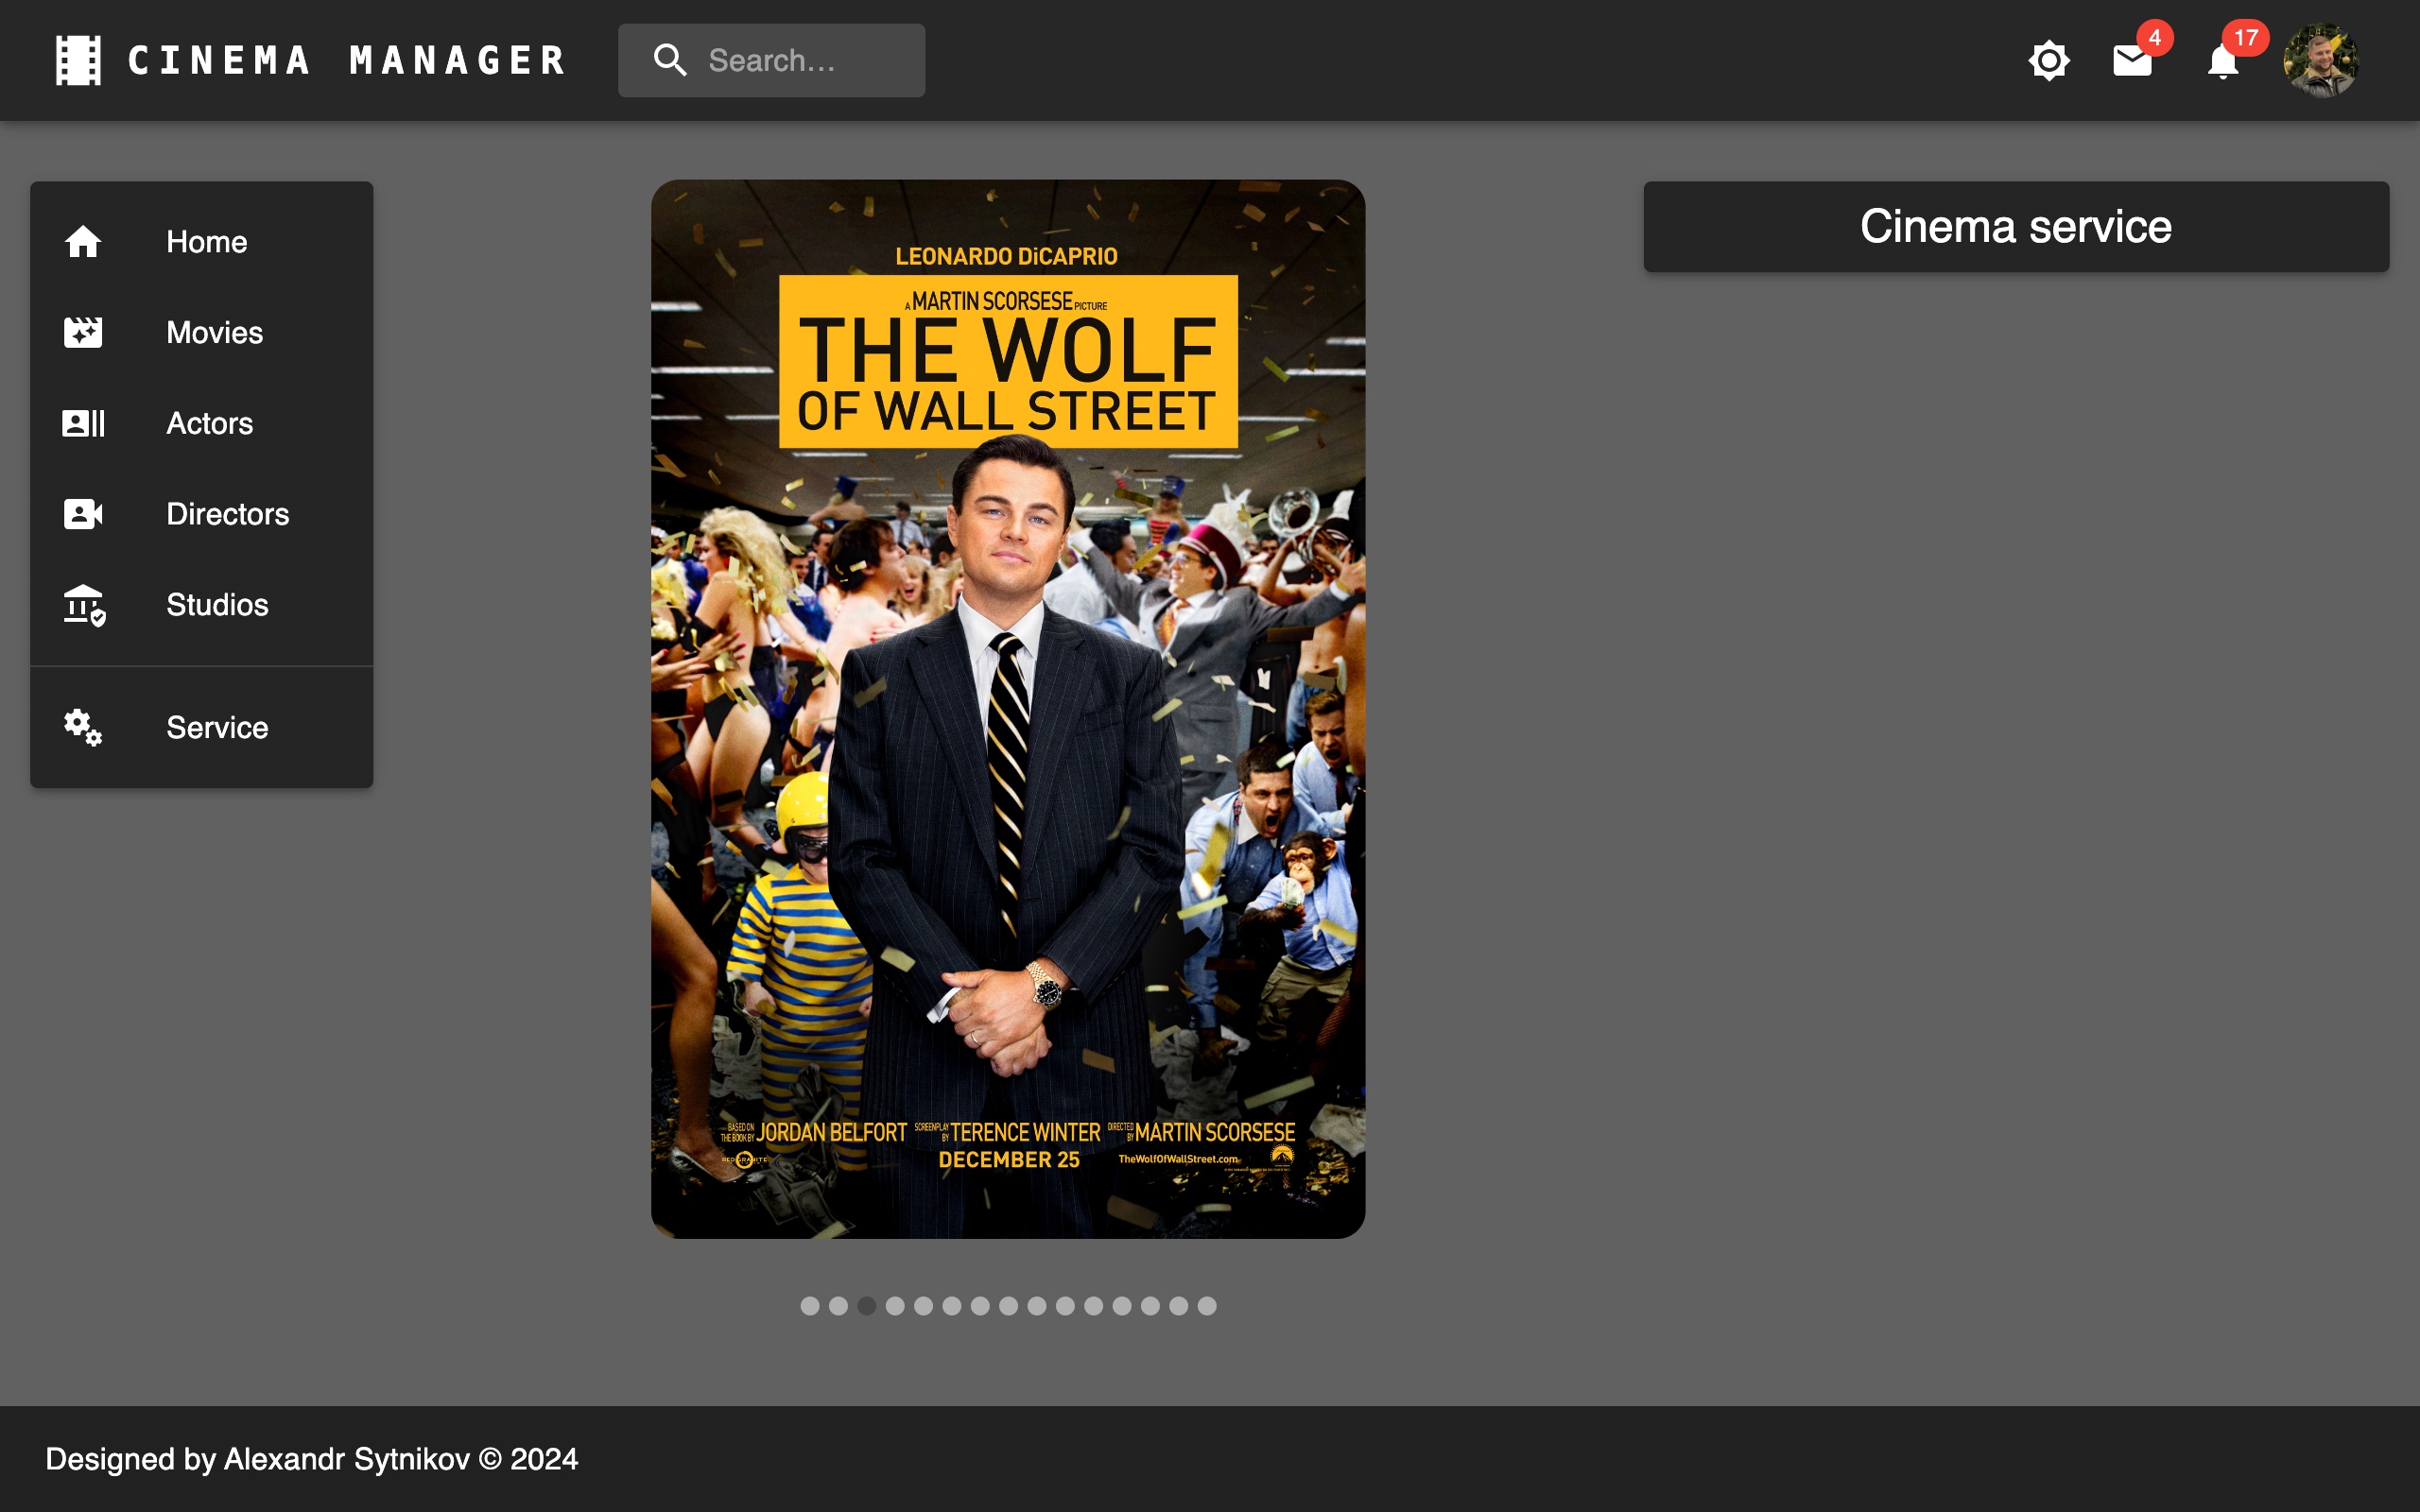 CINEMA MANAGER
Search...
4
17
Home
Movies
Actors
Directors
Studios
Service
LEONARDO DiCAPRIO
A MARTIN SCORSESE PICTURE
THE WOLF
OF WALL STREET
BASED ON THE BOOK BY JORDAN BELFORT SCREENPLAY BY TERENCE WINTER DIRECTED BY MARTIN SCORSESE
RED GRANITE DECEMBER 25 TheWolfOfWallStreet.com
Cinema service
Designed by Alexandr Sytnikov © 2024